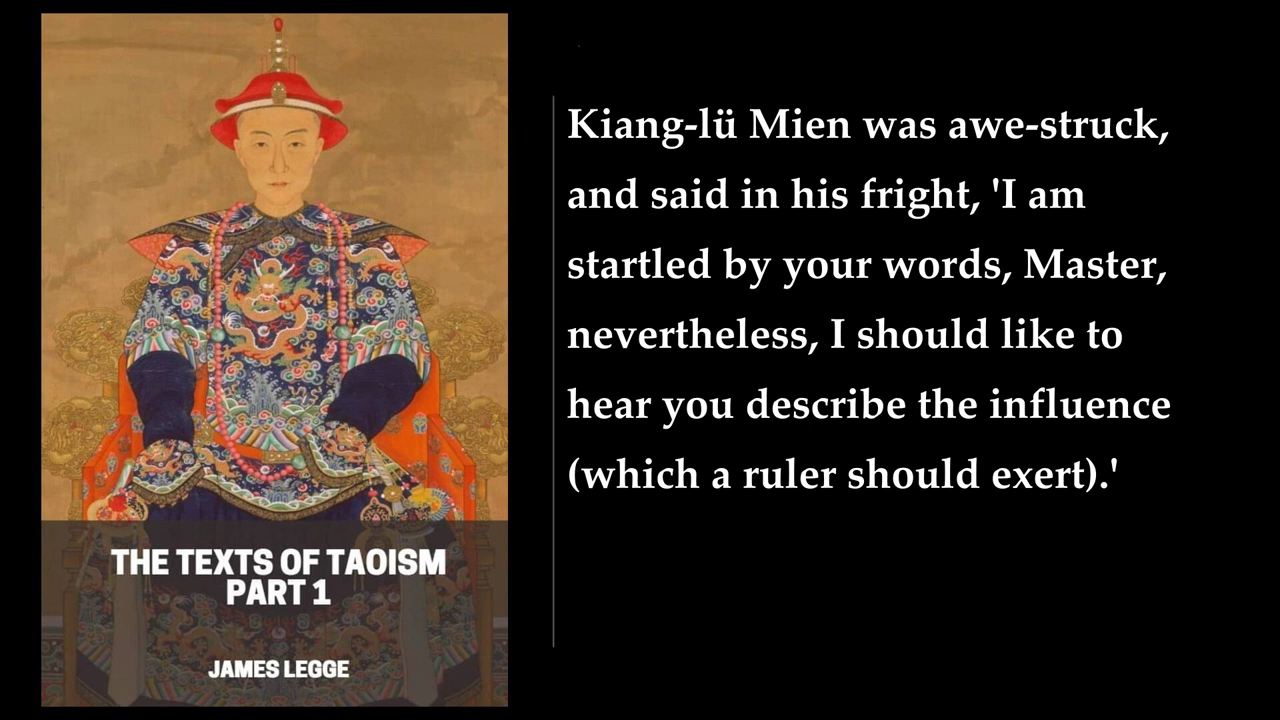 Kiang-lü Mien was awe-struck,
and said in his fright, 'I am
startled by your words, Master,
nevertheless, I should like to
hear you describe the influence
(which a ruler should exert).'
THE TEXTS OF TAOISM
PART 1
JAMES LEGGE